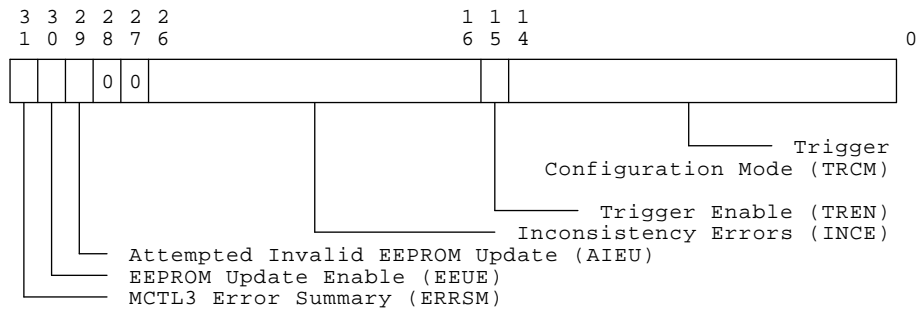 3 3 2 2 2 2 1 1 1
1 0 9 8 7 6 6 5 4 0
0 0
Trigger
Configuration Mode (TRCM)
Trigger Enable (TREN)
Inconsistency Errors (INCE)
Attempted Invalid EEPROM Update (AIEU)
EEPROM Update Enable (EEUE)
MCTL3 Error Summary (ERRSM)